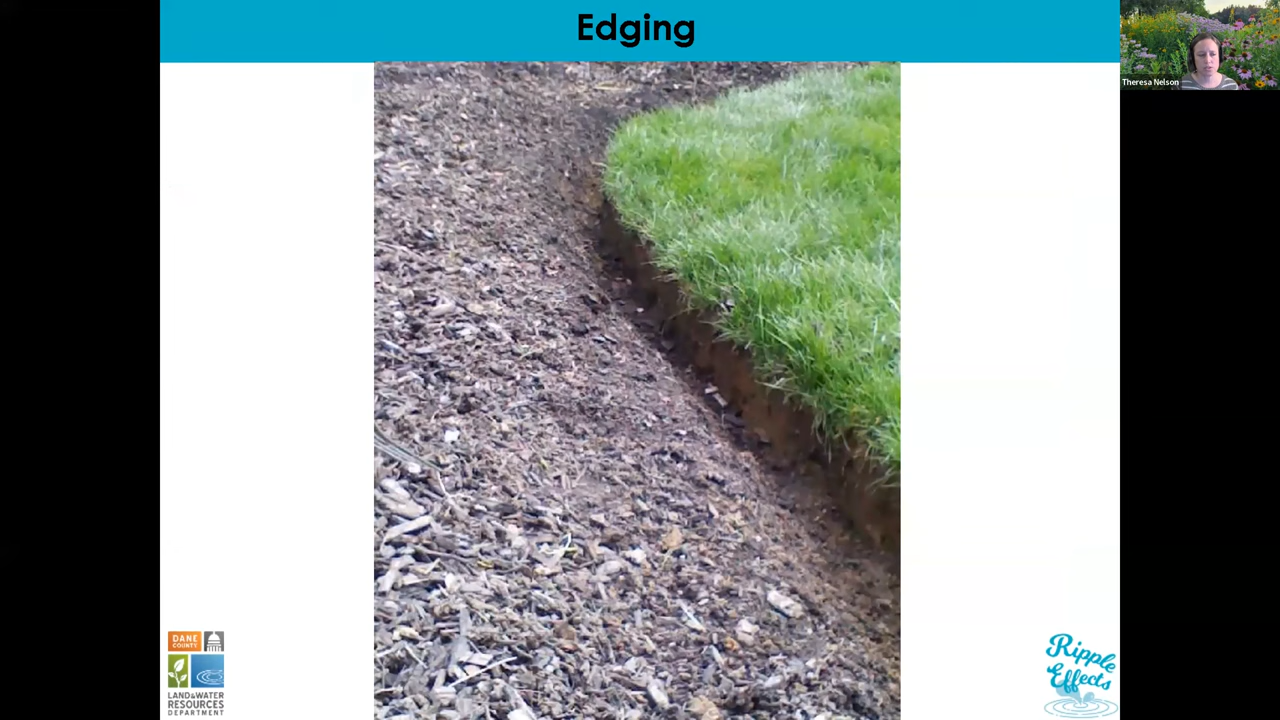 Edging
Theresa Nelson
DANE
COUNTY
LAND & WATER
RESOURCES
DEPARTMENT
Ripple
Effects